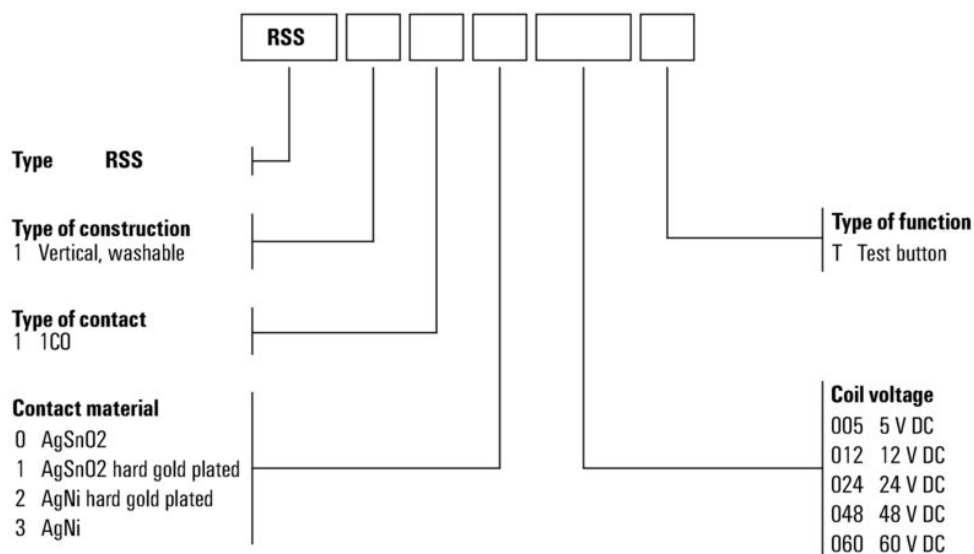 RSS
Type RSS
Type of construction
1 Vertical, washable
Type of contact
1 1CO
Contact material
0 AgSnO2
1 AgSnO2 hard gold plated
2 AgNi hard gold plated
3 AgNi
Type of function
T Test button
Coil voltage
005 5 V DC
012 12 V DC
024 24 V DC
048 48 V DC
060 60 V DC